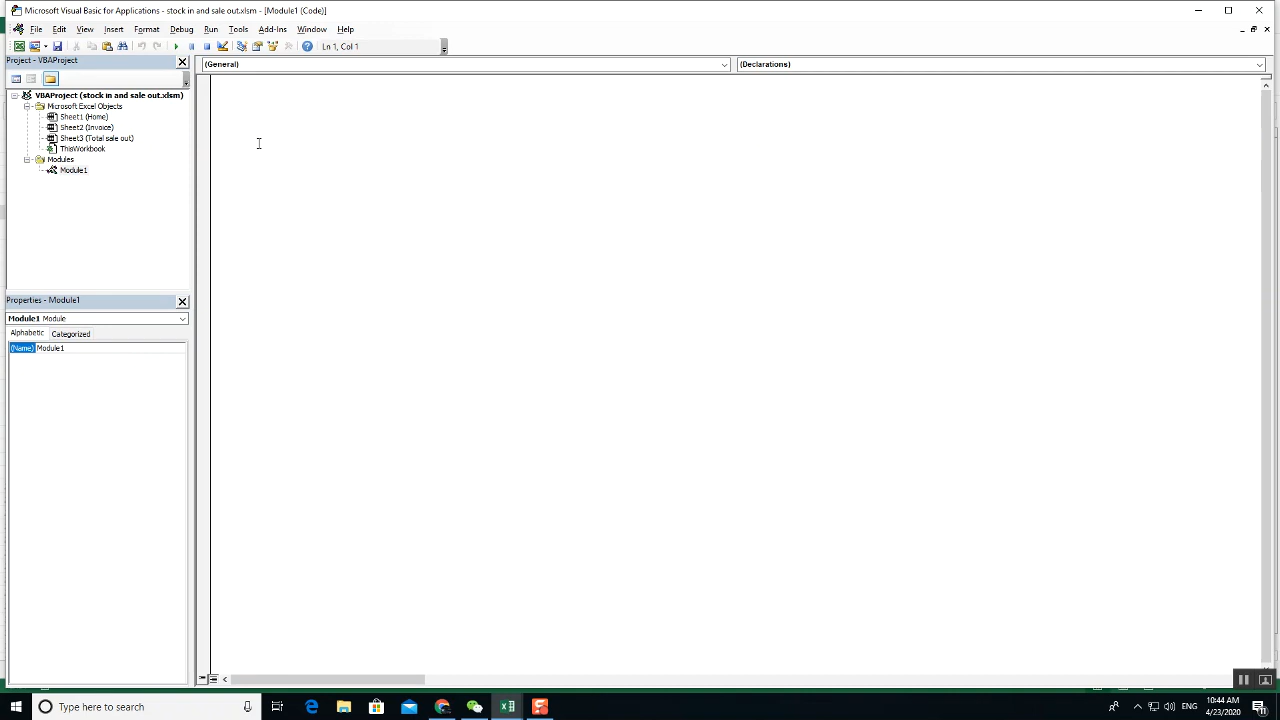 Microsoft Visual Basic for Applications - stock in and sale out.xlsm - [Module1 (Code)]
File Edit View Insert Format Debug Run Tools Add-Ins Window Help
Ln 1, Col 1
Project - VBAProject
(General)
(Declarations)
VBAProject (stock in and sale out.xlsm)
Microsoft Excel Objects
Sheet1 (Home)
Sheet2 (Invoice)
Sheet3 (Total sale out)
ThisWorkbook
Modules
Module1
Properties - Module1
Module1 Module
Alphabetic Categorized
(Name) Module1
Type here to search
ENG
10:44 AM
4/23/2020